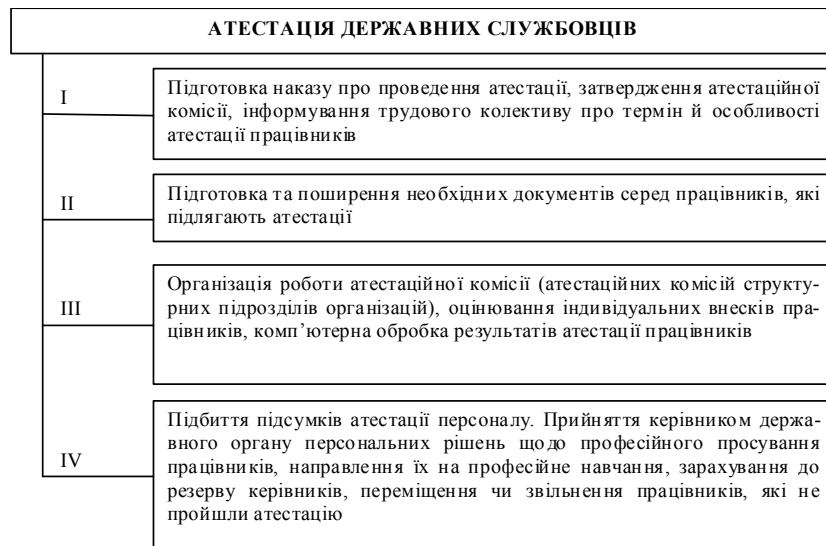 АТЕСТАЦІЯ ДЕРЖАВНИХ СЛУЖБОВЦІВ
I
Підготовка наказу про проведення атестації, затвердження атестаційної
комісії, інформування трудового колективу про термін й особливості
атестації працівників
II
Підготовка та поширення необхідних документів серед працівників, які
підлягають атестації
III
Організація роботи атестаційної комісії (атестаційних комісій структу-
рних підрозділів організацій), оцінювання індивідуальних внесків пра-
цівників, комп’ютерна обробка результатів атестації працівників
IV
Підбиття підсумків атестації персоналу. Прийняття керівником держа-
вного органу персональних рішень щодо професійного просування
працівників, направлення їх на професійне навчання, зарахування до
резерву керівників, переміщення чи звільнення працівників, які не
пройшли атестацію